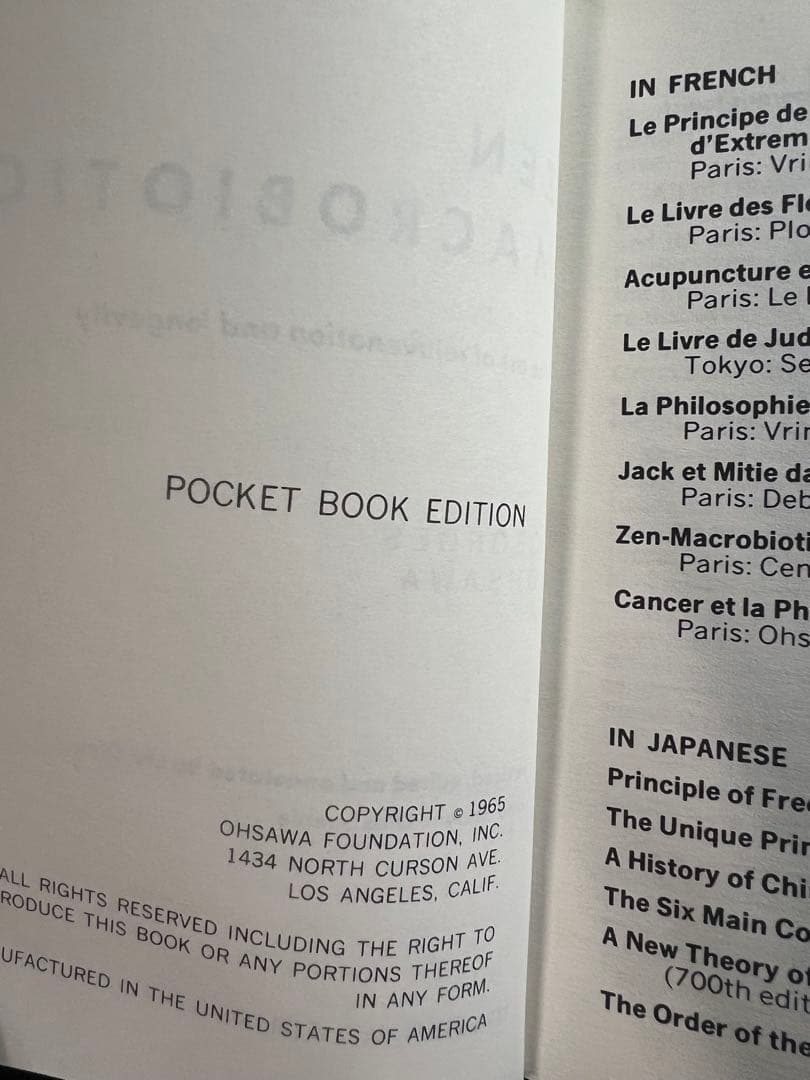 POCKET BOOK EDITION
COPYRIGHT © 1965
OHSAWA FOUNDATION, INC.
1434 NORTH CURSON AVE.
LOS ANGELES, CALIF.
ALL RIGHTS RESERVED INCLUDING THE RIGHT TO
RODUCE THIS BOOK OR ANY PORTIONS THEREOF
IN ANY FORM.
UFACTURED IN THE UNITED STATES OF AMERICA
IN FRENCH
Le Principe de
d'Extrem
Paris: Vri
Le Livre des Fl
Paris: Plo
Acupuncture e
Paris: Le
Le Livre de Jud
Tokyo: Se
La Philosophie
Paris: Vrin
Jack et Mitie da
Paris: Deb
Zen-Macrobioti
Paris: Cen
Cancer et la Ph
Paris: Ohs
IN JAPANESE
Principle of Free
The Unique Prin
A History of Chi
The Six Main Co
A New Theory of
(700th edit
The Order of the